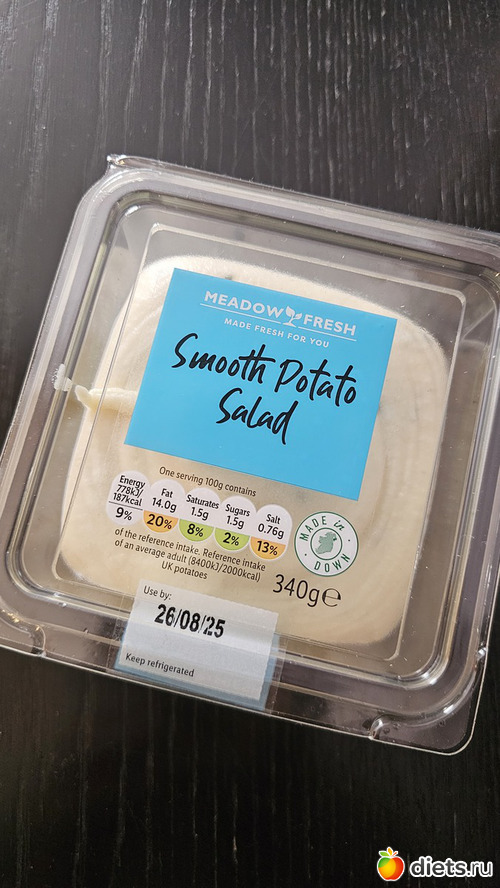 MEADOW FRESH
MADE FRESH FOR YOU
Smooth Potato
Salad
One serving 100g contains
Energy
778kJ/
187kcal
9%
Fat
14.0g
20%
Saturates
1.5g
8%
Sugars
1.5g
2%
Salt
0.76g
13%
of the reference intake. Reference intake
of an average adult (8400kJ/2000kcal)
UK potatoes
340g℮
MADE in
DOWN
Use by:
26/08/25
Keep refrigerated
diets.ru